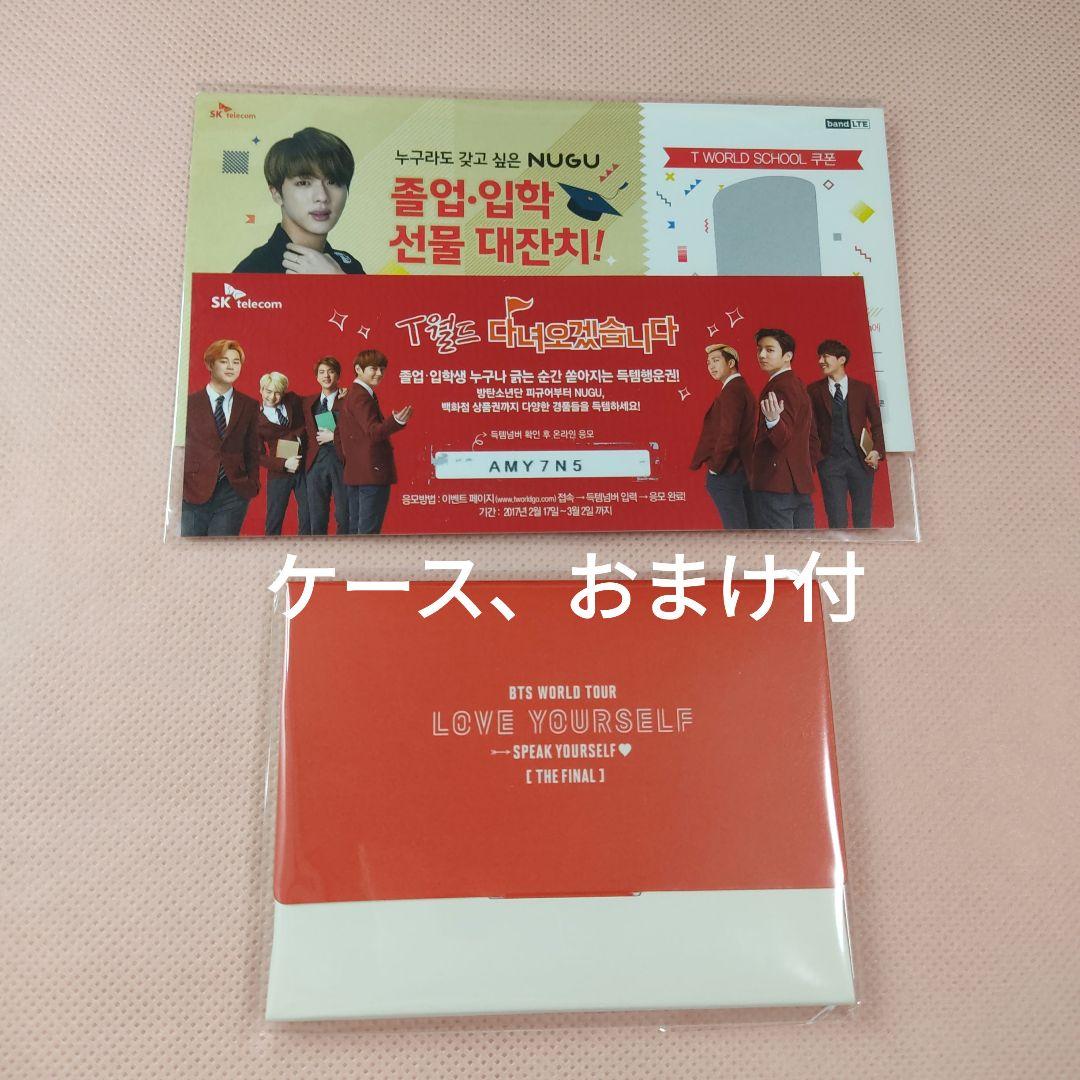 SK telecom
band LTE
누구라도 갖고 싶은 NUGU
T WORLD SCHOOL 쿠폰
졸업·입학
선물 대잔치!
SK telecom
T월드 다녀오겠습니다
졸업·입학생 누구나 긁는 순간 쏟아지는 득템행운권!
방탄소년단 피규어부터 NUGU,
백화점 상품권까지 다양한 경품들을 득템하세요!
득템넘버 확인 후 온라인 응모
AMY7N5
응모방법 : 이벤트 페이지(www.tworldgo.com) 접속 → 득템넘버 입력 → 응모 완료!
기간 : 2017년 2월 17일 ~ 3월 2일 까지
ケース、おまけ付
BTS WORLD TOUR
LOVE YOURSELF
SPEAK YOURSELF
[ THE FINAL ]